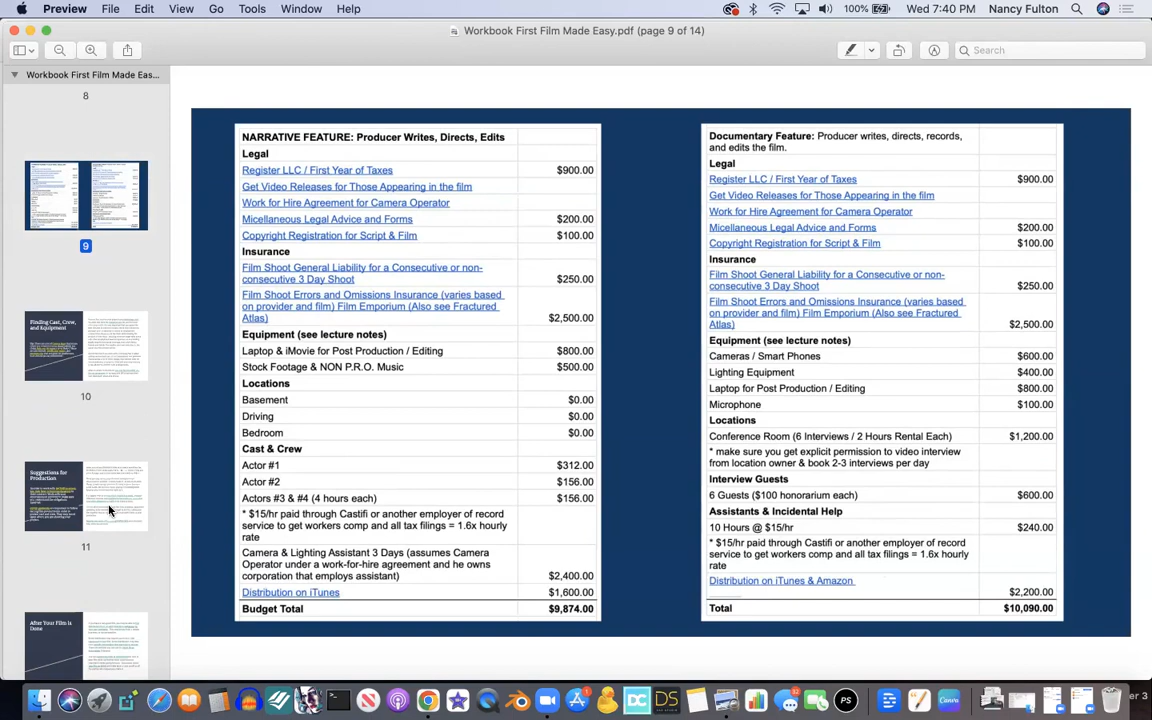 Preview File Edit View Go Tools Window Help 100% Wed 7:40 PM Nancy Fulton
Workbook First Film Made Easy.pdf (page 9 of 14)
Search
Workbook First Film Made Eas...
8
9
Finding Cast, Crew, and Equipment
10
Suggestions for Production
11
After Your Film is Done
NARRATIVE FEATURE: Producer Writes, Directs, Edits
Legal
Register LLC / First Year of Taxes $900.00
Get Video Releases for Those Appearing in the film
Work for Hire Agreement for Camera Operator
Micellaneous Legal Advice and Forms $200.00
Copyright Registration for Script & Film $100.00
Insurance
Film Shoot General Liability for a Consecutive or non-
consecutive 3 Day Shoot $250.00
Film Shoot Errors and Omissions Insurance (varies based
on provider and film) Film Emporium (Also see Fractured
Atlas) $2,500.00
Equipment (see lecture notes)
Laptop & iMovie for Post Production / Editing $800.00
Stock Footage & NON P.R.O. Music $500.00
Locations
Basement $0.00
Driving $0.00
Bedroom $0.00
Cast & Crew
Actor #1 $312.00
Actor #2 $156.00
Actors #3 & #4 (4 hours each) $156.00
* $15/hr paid through Castifi or another employer of record
service to get workers comp and all tax filings = 1.6x hourly
rate
Camera & Lighting Assistant 3 Days (assumes Camera
Operator under a work-for-hire agreement and he owns
corporation that employs assistant) $2,400.00
Distribution on iTunes $1,600.00
Budget Total $9,874.00
Documentary Feature: Producer writes, directs, records,
and edits the film.
Legal
Register LLC / First Year of Taxes $900.00
Get Video Releases for Those Appearing in the film
Work for Hire Agreement for Camera Operator
Micellaneous Legal Advice and Forms $200.00
Copyright Registration for Script & Film $100.00
Insurance
Film Shoot General Liability for a Consecutive or non-
consecutive 3 Day Shoot $250.00
Film Shoot Errors and Omissions Insurance (varies based
on provider and film) Film Emporium (Also see Fractured
Atlas) $2,500.00
Equipment (see lecture notes)
Cameras / Smart Phones $600.00
Lighting Equipment $400.00
Laptop for Post Production / Editing $800.00
Microphone $100.00
Locations
Conference Room (6 Interviews / 2 Hours Rental Each) $1,200.00
* make sure you get explicit permission to video interview
from location owner & book 2-3 interviews per day
Interview Guests
6 Guests ($100 honorarium each) $600.00
Assistants & Incidental Help
10 Hours @ $15/hr $240.00
* $15/hr paid through Castifi or another employer of record
service to get workers comp and all tax filings = 1.6x hourly
rate
Distribution on iTunes & Amazon
$2,200.00
Total $10,090.00
DC
DS
PS
Canva
er 3